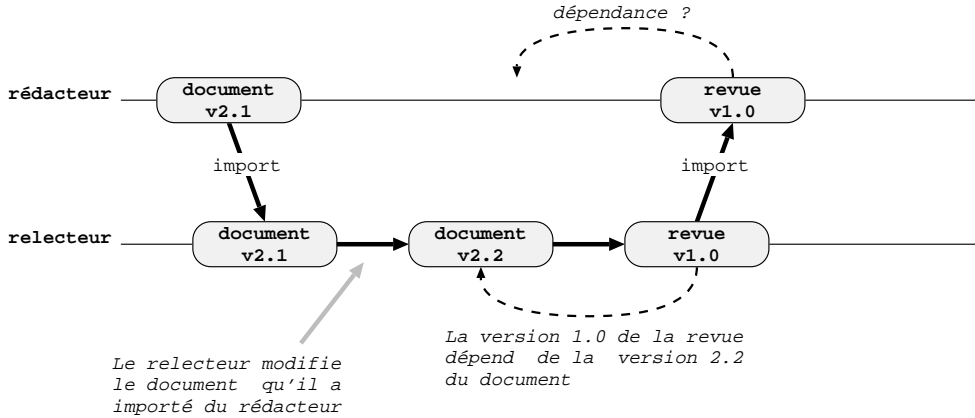 dépendance ?
rédacteur
document
v2.1
revue
v1.0
import
import
relecteur
document
v2.1
document
v2.2
revue
v1.0
La version 1.0 de la revue
dépend de la version 2.2
du document
Le relecteur modifie
le document qu'il a
importé du rédacteur